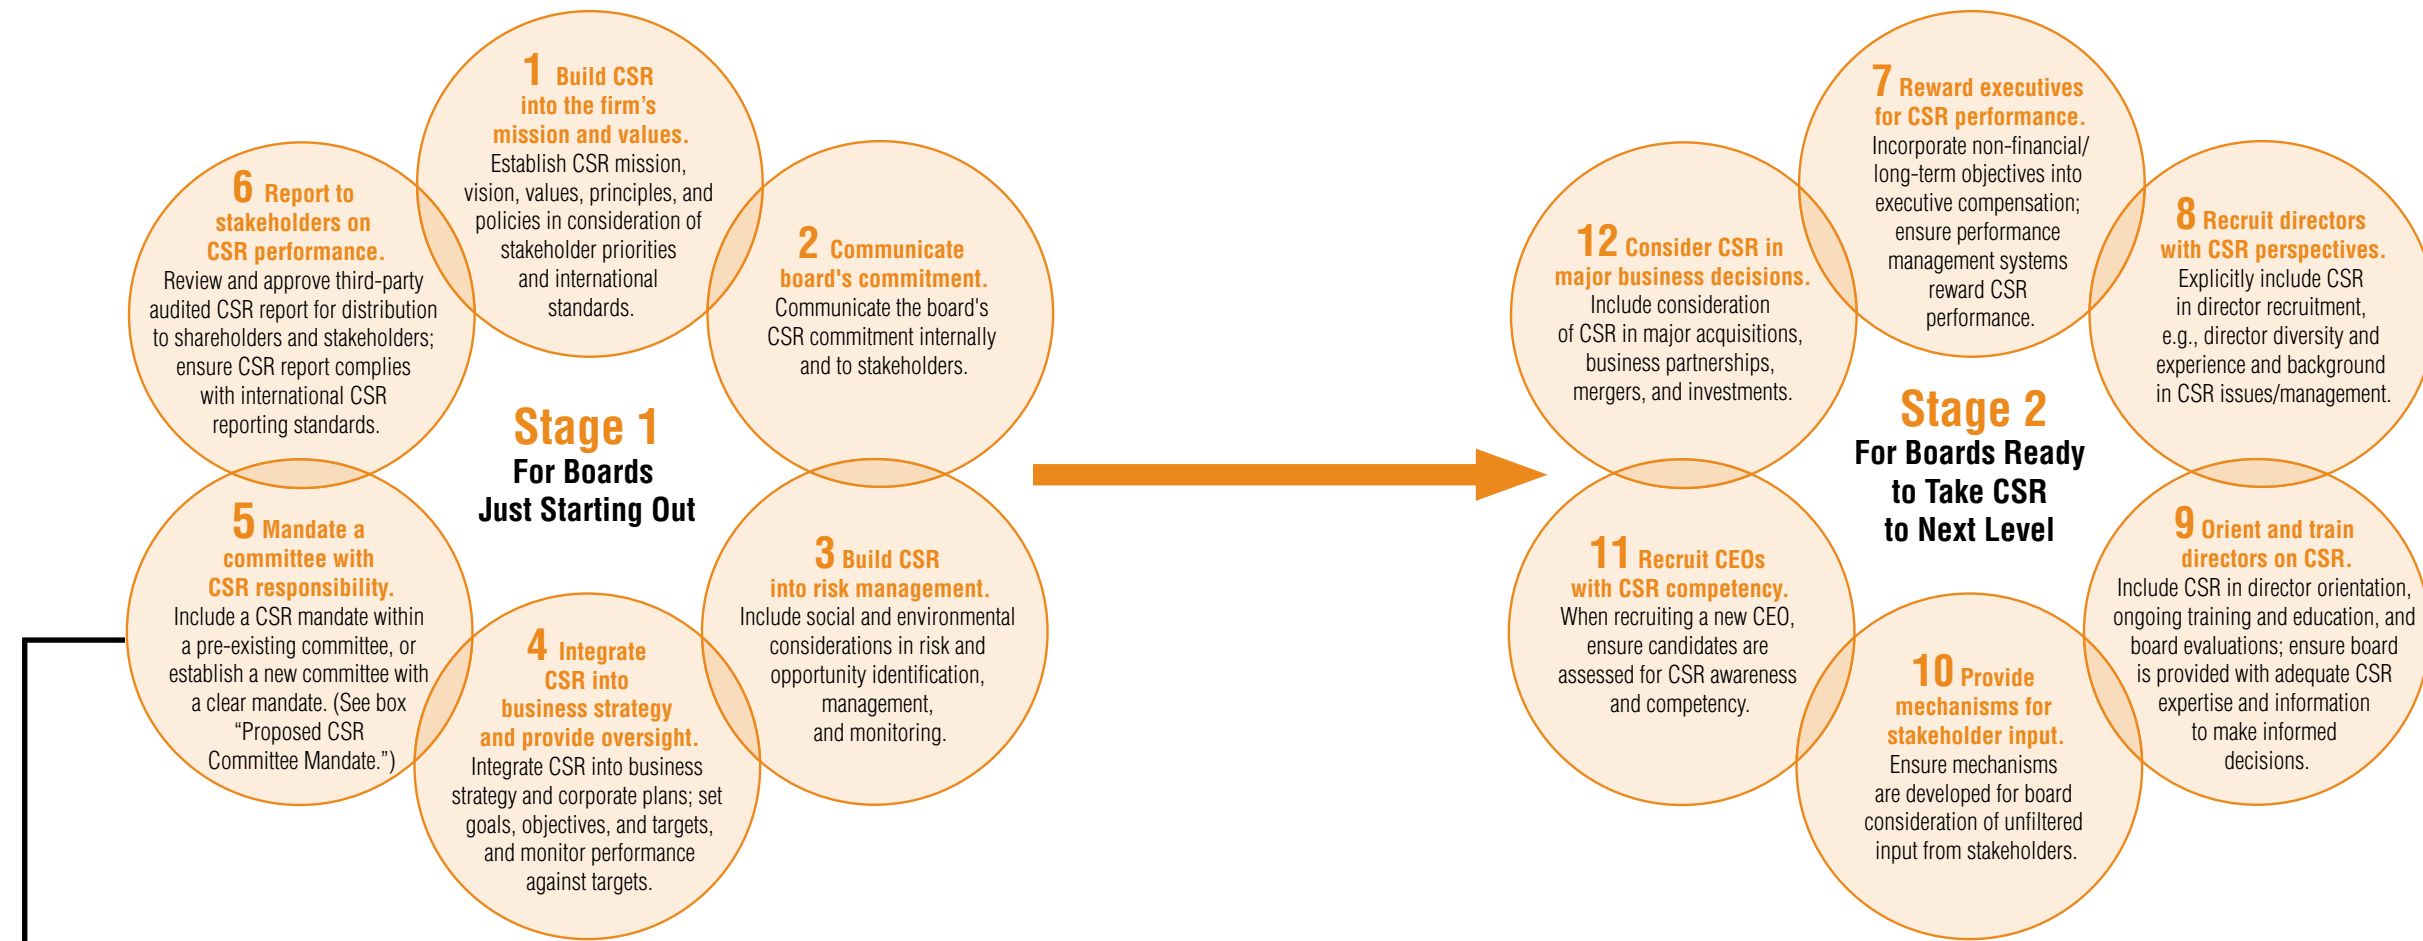 1 Build CSR
into the firm’s
mission and values.
Establish CSR mission,
vision, values, principles, and
policies in consideration of
stakeholder priorities
and international
standards.
2 Communicate
board's commitment.
Communicate the board's
CSR commitment internally
and to stakeholders.
3 Build CSR
into risk management.
Include social and environmental
considerations in risk and
opportunity identification,
management,
and monitoring.
4 Integrate
CSR into
business strategy
and provide oversight.
Integrate CSR into business
strategy and corporate plans; set
goals, objectives, and targets,
and monitor performance
against targets.
5 Mandate a
committee with
CSR responsibility.
Include a CSR mandate within
a pre-existing committee, or
establish a new committee with
a clear mandate. (See box
“Proposed CSR
Committee Mandate.”)
6 Report to
stakeholders on
CSR performance.
Review and approve third-party
audited CSR report for distribution
to shareholders and stakeholders;
ensure CSR report complies
with international CSR
reporting standards.
Stage 1
For Boards
Just Starting Out
7 Reward executives
for CSR performance.
Incorporate non-financial/
long-term objectives into
executive compensation;
ensure performance
management systems
reward CSR
performance.
8 Recruit directors
with CSR perspectives.
Explicitly include CSR
in director recruitment,
e.g., director diversity and
experience and background
in CSR issues/management.
9 Orient and train
directors on CSR.
Include CSR in director orientation,
ongoing training and education, and
board evaluations; ensure board
is provided with adequate CSR
expertise and information
to make informed
decisions.
10 Provide
mechanisms for
stakeholder input.
Ensure mechanisms
are developed for board
consideration of unfiltered
input from stakeholders.
11 Recruit CEOs
with CSR competency.
When recruiting a new CEO,
ensure candidates are
assessed for CSR awareness
and competency.
12 Consider CSR in
major business decisions.
Include consideration
of CSR in major acquisitions,
business partnerships,
mergers, and investments.
Stage 2
For Boards Ready
to Take CSR
to Next Level